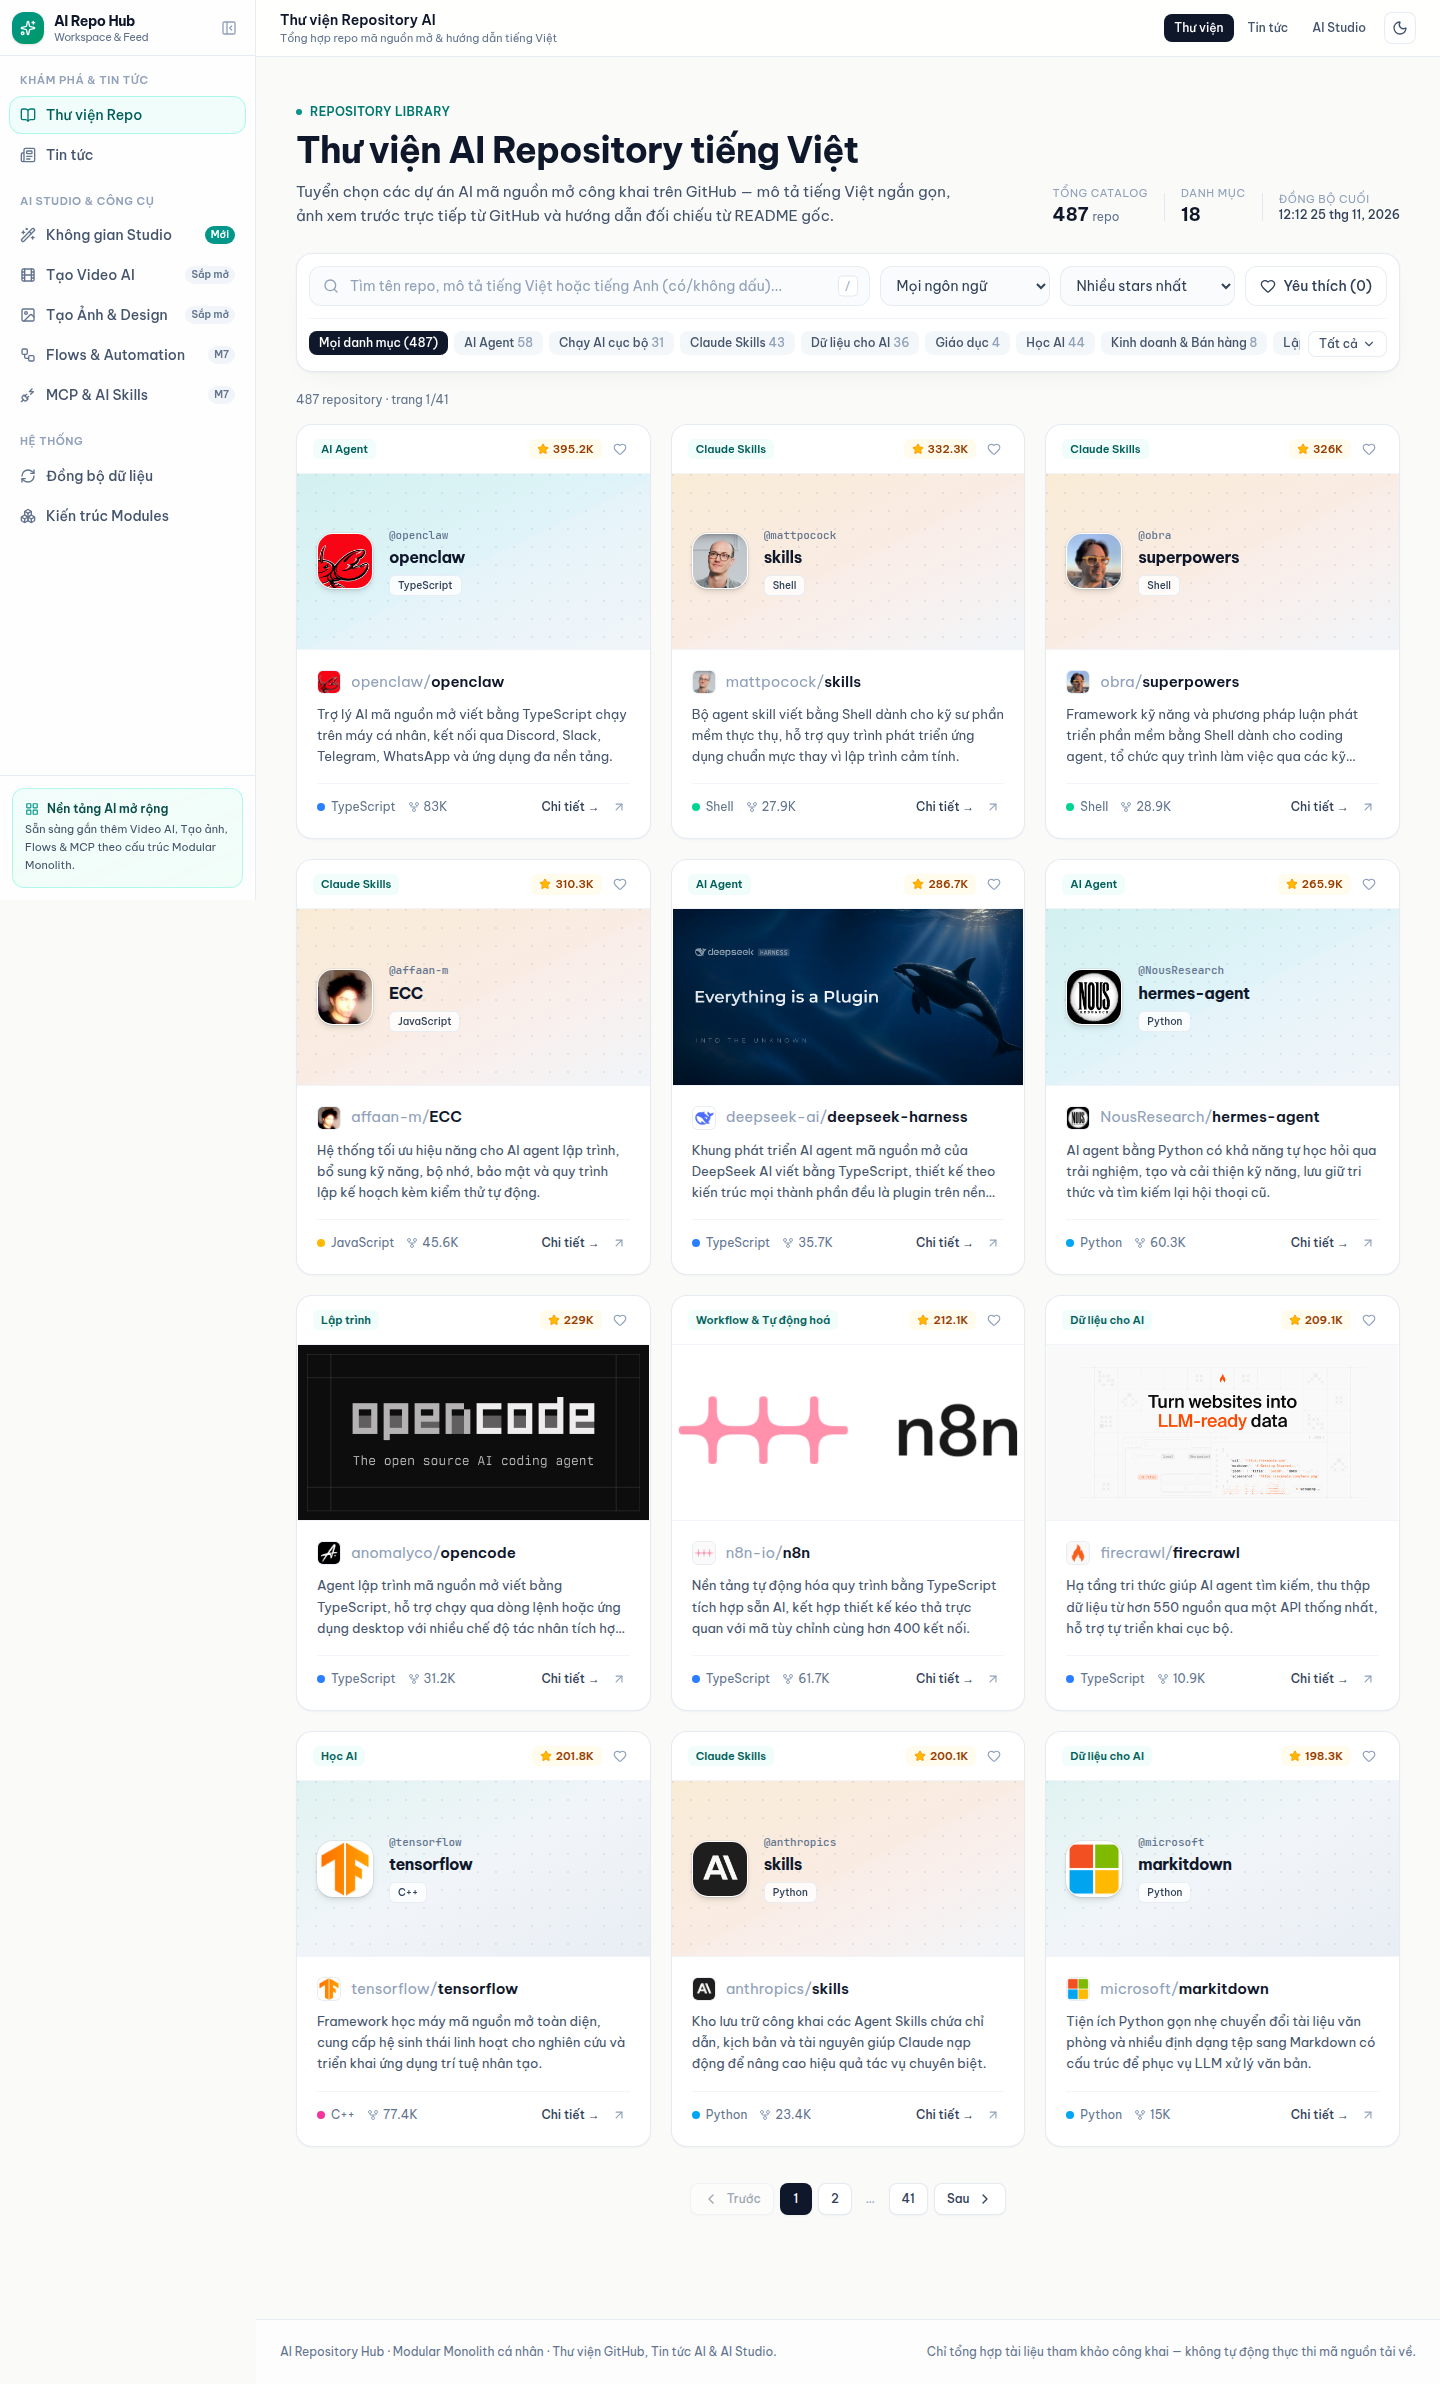 AI Repo Hub
Workspace & Feed
KHÁM PHÁ & TIN TỨC
Thư viện Repo
Tin tức
AI STUDIO & CÔNG CỤ
Không gian Studio
Mới
Tạo Video AI
Sắp mở
Tạo Ảnh & Design
Sắp mở
Flows & Automation
M7
MCP & AI Skills
M7
HỆ THỐNG
Đồng bộ dữ liệu
Kiến trúc Modules
Nền tảng AI mở rộng
Sẵn sàng gắn thêm Video AI, Tạo ảnh,
Flows & MCP theo cấu trúc Modular
Monolith.
Thư viện Repository AI
Tổng hợp repo mã nguồn mở & hướng dẫn tiếng Việt
Thư viện
Tin tức
AI Studio
REPOSITORY LIBRARY
Thư viện AI Repository tiếng Việt
Tuyển chọn các dự án AI mã nguồn mở công khai trên GitHub — mô tả tiếng Việt ngắn gọn,
ảnh xem trước trực tiếp từ GitHub và hướng dẫn đối chiếu từ README gốc.
TỔNG CATALOG
487 repo
DANH MỤC
18
ĐỒNG BỘ CUỐI
12:12 25 thg 11, 2026
Tìm tên repo, mô tả tiếng Việt hoặc tiếng Anh (có/không dấu)...
/
Mọi ngôn ngữ
Nhiều stars nhất
Yêu thích (0)
Mọi danh mục (487)
AI Agent 58
Chạy AI cục bộ 31
Claude Skills 43
Dữ liệu cho AI 36
Giáo dục 4
Học AI 44
Kinh doanh & Bán hàng 8
Tất cả
487 repository · trang 1/41
AI Agent
395.2K
@openclaw
openclaw
TypeScript
openclaw/openclaw
Trợ lý AI mã nguồn mở viết bằng TypeScript chạy
trên máy cá nhân, kết nối qua Discord, Slack,
Telegram, WhatsApp và ứng dụng đa nền tảng.
TypeScript
83K
Chi tiết →
Claude Skills
332.3K
@mattpocock
skills
Shell
mattpocock/skills
Bộ agent skill viết bằng Shell dành cho kỹ sư phần
mềm thực thụ, hỗ trợ quy trình phát triển ứng
dụng chuẩn mực thay vì lập trình cảm tính.
Shell
27.9K
Chi tiết →
Claude Skills
326K
@obra
superpowers
Shell
obra/superpowers
Framework kỹ năng và phương pháp luận phát
triển phần mềm bằng Shell dành cho coding
agent, tổ chức quy trình làm việc qua các kỹ...
Shell
28.9K
Chi tiết →
Claude Skills
310.3K
@affaan-m
ECC
JavaScript
affaan-m/ECC
Hệ thống tối ưu hiệu năng cho AI agent lập trình,
bổ sung kỹ năng, bộ nhớ, bảo mật và quy trình
lập kế hoạch kèm kiểm thử tự động.
JavaScript
45.6K
Chi tiết →
AI Agent
286.7K
deepseek HARNESS
Everything is a Plugin
INTO THE UNKNOWN
deepseek-ai/deepseek-harness
Khung phát triển AI agent mã nguồn mở của
DeepSeek AI viết bằng TypeScript, thiết kế theo
kiến trúc mọi thành phần đều là plugin trên nền...
TypeScript
35.7K
Chi tiết →
AI Agent
265.9K
NOUS
RESEARCH
@NousResearch
hermes-agent
Python
NousResearch/hermes-agent
AI agent bằng Python có khả năng tự học hỏi qua
trải nghiệm, tạo và cải thiện kỹ năng, lưu giữ tri
thức và tìm kiếm lại hội thoại cũ.
Python
60.3K
Chi tiết →
Lập trình
229K
opencode
The open source AI coding agent
anomalyco/opencode
Agent lập trình mã nguồn mở viết bằng
TypeScript, hỗ trợ chạy qua dòng lệnh hoặc ứng
dụng desktop với nhiều chế độ tác nhân tích hợ...
TypeScript
31.2K
Chi tiết →
Workflow & Tự động hoá
212.1K
n8n
n8n-io/n8n
Nền tảng tự động hóa quy trình bằng TypeScript
tích hợp sẵn AI, kết hợp thiết kế kéo thả trực
quan với mã tùy chỉnh cùng hơn 400 kết nối.
TypeScript
61.7K
Chi tiết →
Dữ liệu cho AI
209.1K
Turn websites into
LLM-ready data
firecrawl/firecrawl
Hạ tầng tri thức giúp AI agent tìm kiếm, thu thập
dữ liệu từ hơn 550 nguồn qua một API thống nhất,
hỗ trợ tự triển khai cục bộ.
TypeScript
10.9K
Chi tiết →
Học AI
201.8K
@tensorflow
tensorflow
C++
tensorflow/tensorflow
Framework học máy mã nguồn mở toàn diện,
cung cấp hệ sinh thái linh hoạt cho nghiên cứu và
triển khai ứng dụng trí tuệ nhân tạo.
C++
77.4K
Chi tiết →
Claude Skills
200.1K
@anthropics
skills
Python
anthropics/skills
Kho lưu trữ công khai các Agent Skills chứa chỉ
dẫn, kịch bản và tài nguyên giúp Claude nạp
động để nâng cao hiệu quả tác vụ chuyên biệt.
Python
23.4K
Chi tiết →
Dữ liệu cho AI
198.3K
@microsoft
markitdown
Python
microsoft/markitdown
Tiện ích Python gọn nhẹ chuyển đổi tài liệu văn
phòng và nhiều định dạng tệp sang Markdown có
cấu trúc để phục vụ LLM xử lý văn bản.
Python
15K
Chi tiết →
Trước
1
2
...
41
Sau
AI Repository Hub · Modular Monolith cá nhân · Thư viện GitHub, Tin tức AI & AI Studio.
Chỉ tổng hợp tài liệu tham khảo công khai — không tự động thực thi mã nguồn tải về.